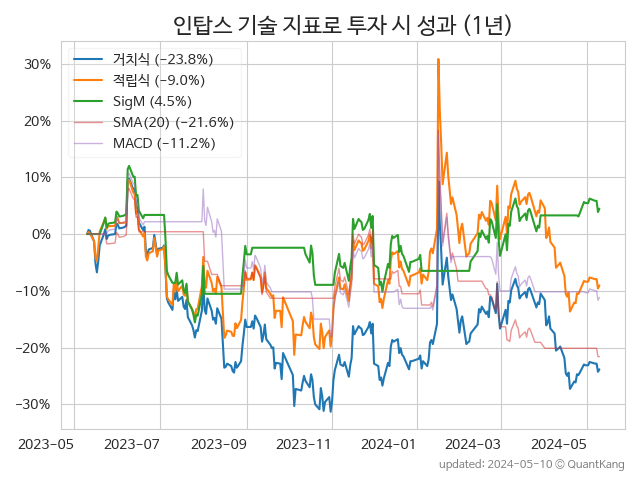 인탑스 기술 지표로 투자 시 성과 (1년)
거치식 (−23.8%)
적립식 (−9.0%)
SigM (4.5%)
SMA(20) (−21.6%)
MACD (−11.2%)
30%
20%
10%
0%
−10%
−20%
−30%
2023-05 2023-07 2023-09 2023-11 2024-01 2024-03 2024-05
updated: 2024-05-10 © QuantKang